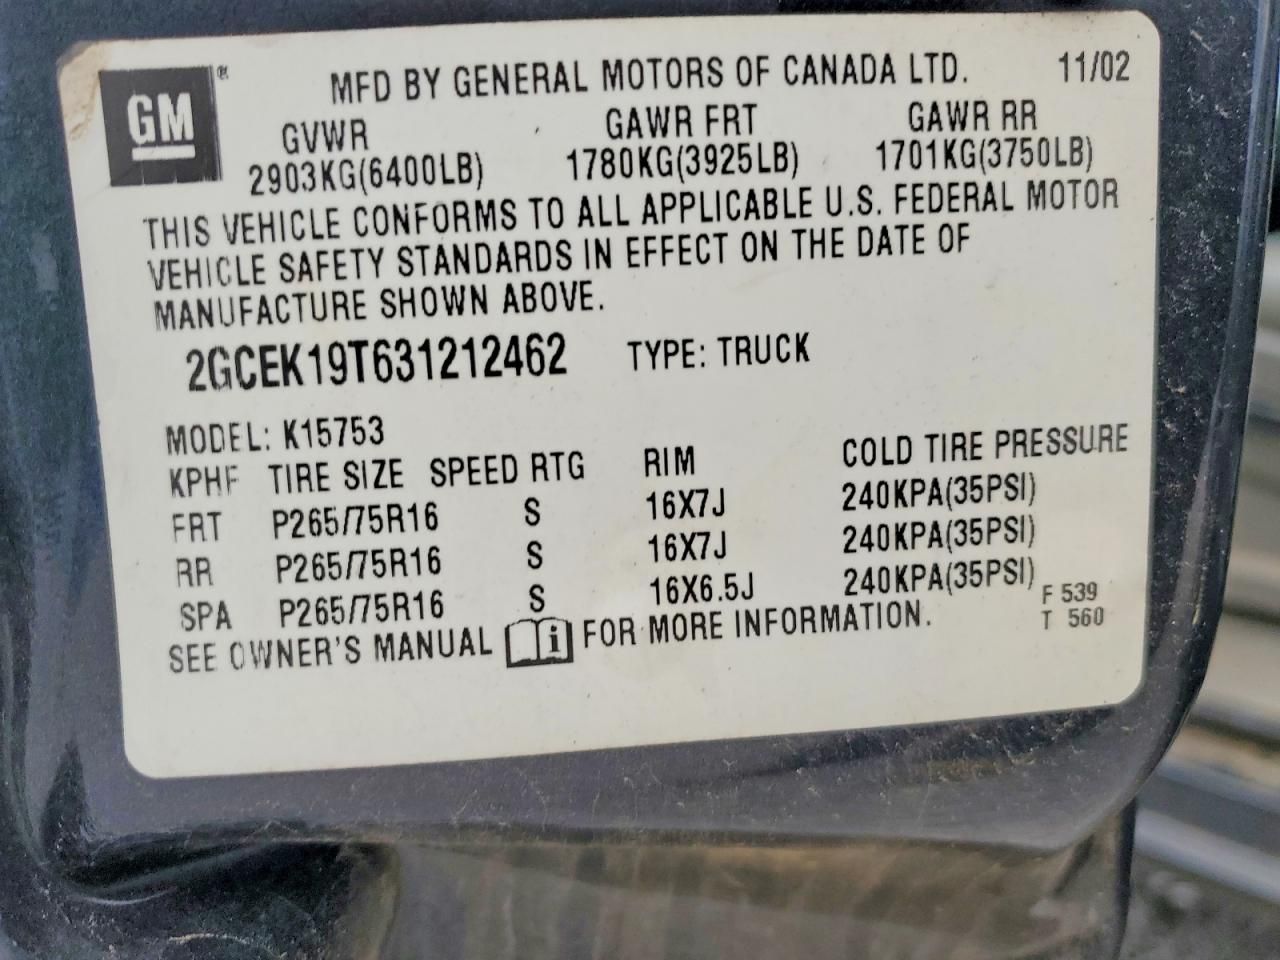 GM ®
MFD BY GENERAL MOTORS OF CANADA LTD. 11/02
GVWR GAWR FRT GAWR RR
2903KG(6400LB) 1780KG(3925LB) 1701KG(3750LB)
THIS VEHICLE CONFORMS TO ALL APPLICABLE U.S. FEDERAL MOTOR
VEHICLE SAFETY STANDARDS IN EFFECT ON THE DATE OF
MANUFACTURE SHOWN ABOVE.
2GCEK19T631212462 TYPE: TRUCK
MODEL: K15753
KPHF TIRE SIZE SPEED RTG RIM COLD TIRE PRESSURE
FRT P265/75R16 S 16X7J 240KPA(35PSI)
RR P265/75R16 S 16X7J 240KPA(35PSI)
SPA P265/75R16 S 16X6.5J 240KPA(35PSI) F 539
T 560
SEE OWNER'S MANUAL i FOR MORE INFORMATION.